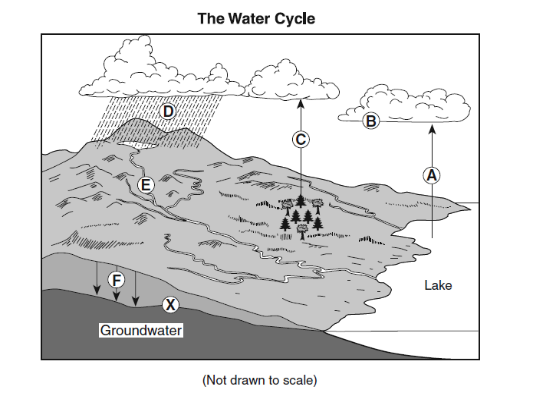 The Water Cycle
D
B
C
A
E
Lake
F
X
Groundwater
(Not drawn to scale)